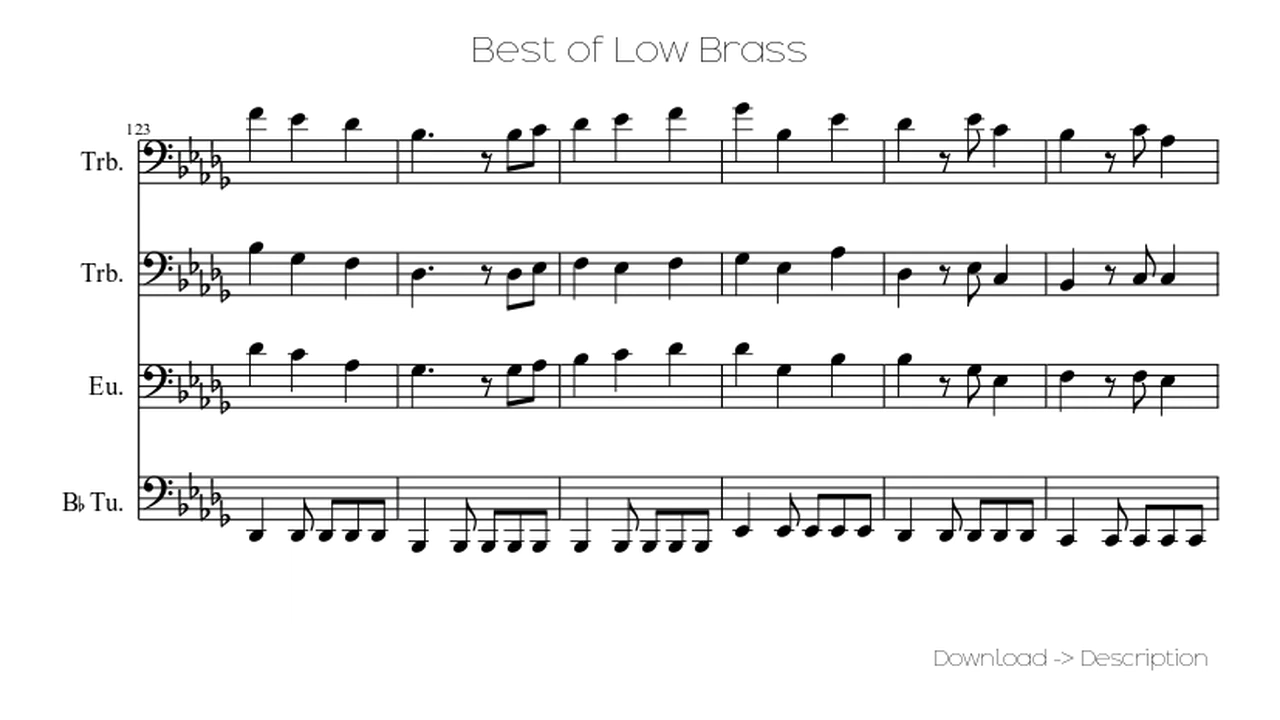 Best of Low Brass
123
Trb.
Trb.
Eu.
B♭ Tu.
Download -> Description